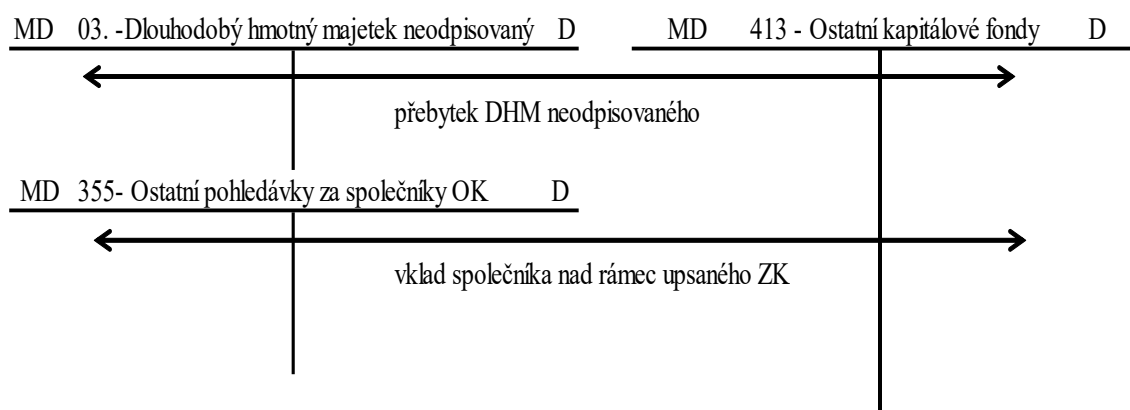 MD 03. -Dlouhodobý hmotný majetek neodpisovaný D MD 413 - Ostatní kapitálové fondy D
přebytek DHM neodpisovaného
MD 355- Ostatní pohledávky za společníky OK D
vklad společníka nad rámec upsaného ZK